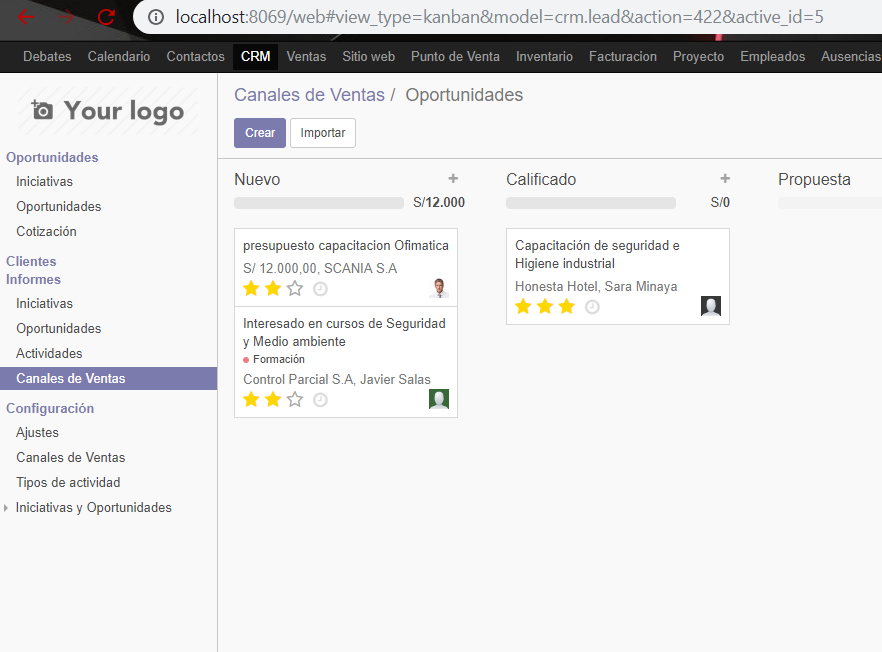 localhost:8069/web#view_type=kanban&model=crm.lead&action=422&active_id=5
Debates Calendario Contactos CRM Ventas Sitio web Punto de Venta Inventario Facturacion Proyecto Empleados Ausencias
Your logo
Oportunidades
Iniciativas
Oportunidades
Cotización
Clientes
Informes
Iniciativas
Oportunidades
Actividades
Canales de Ventas
Configuración
Ajustes
Canales de Ventas
Tipos de actividad
Iniciativas y Oportunidades
Canales de Ventas / Oportunidades
Crear Importar
Nuevo +
S/12.000
presupuesto capacitacion Ofimatica
S/ 12.000,00, SCANIA S.A
Interesado en cursos de Seguridad
y Medio ambiente
Formación
Control Parcial S.A, Javier Salas
Calificado +
S/0
Capacitación de seguridad e
Higiene industrial
Honesta Hotel, Sara Minaya
Propuesta